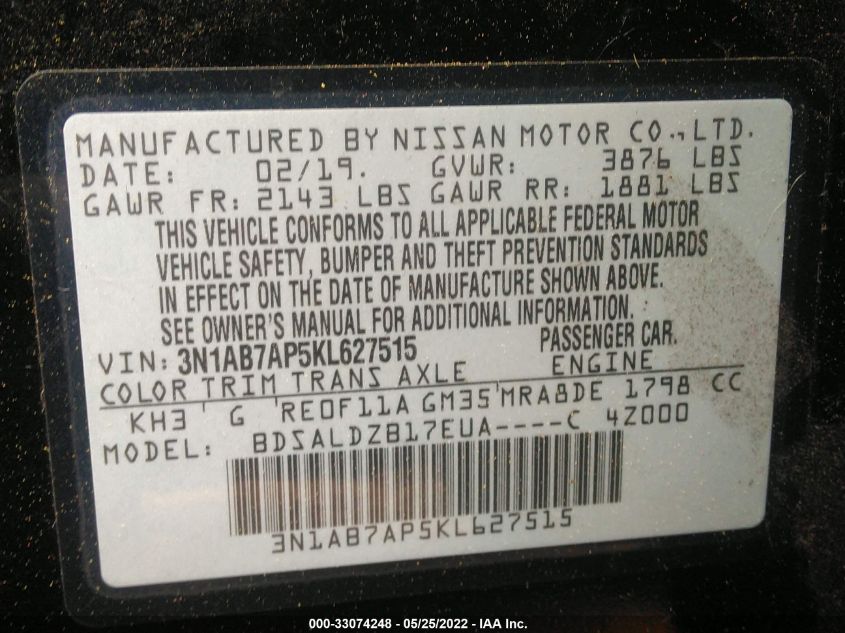 MANUFACTURED BY NISSAN MOTOR CO.,LTD.
DATE: 02/19. GVWR: 3876 LBS
GAWR FR: 2143 LBS GAWR RR: 1881 LBS
THIS VEHICLE CONFORMS TO ALL APPLICABLE FEDERAL MOTOR
VEHICLE SAFETY, BUMPER AND THEFT PREVENTION STANDARDS
IN EFFECT ON THE DATE OF MANUFACTURE SHOWN ABOVE.
SEE OWNER'S MANUAL FOR ADDITIONAL INFORMATION.
VIN: 3N1AB7AP5KL627515 PASSENGER CAR.
COLOR TRIM TRANS AXLE ENGINE
KH3 G RE0F11A GM35 MRA8DE 1798 CC
MODEL: BDSALDZB17EUA----C 4Z000
3N1AB7AP5KL627515
000-33074248 - 05/25/2022 - IAA Inc.